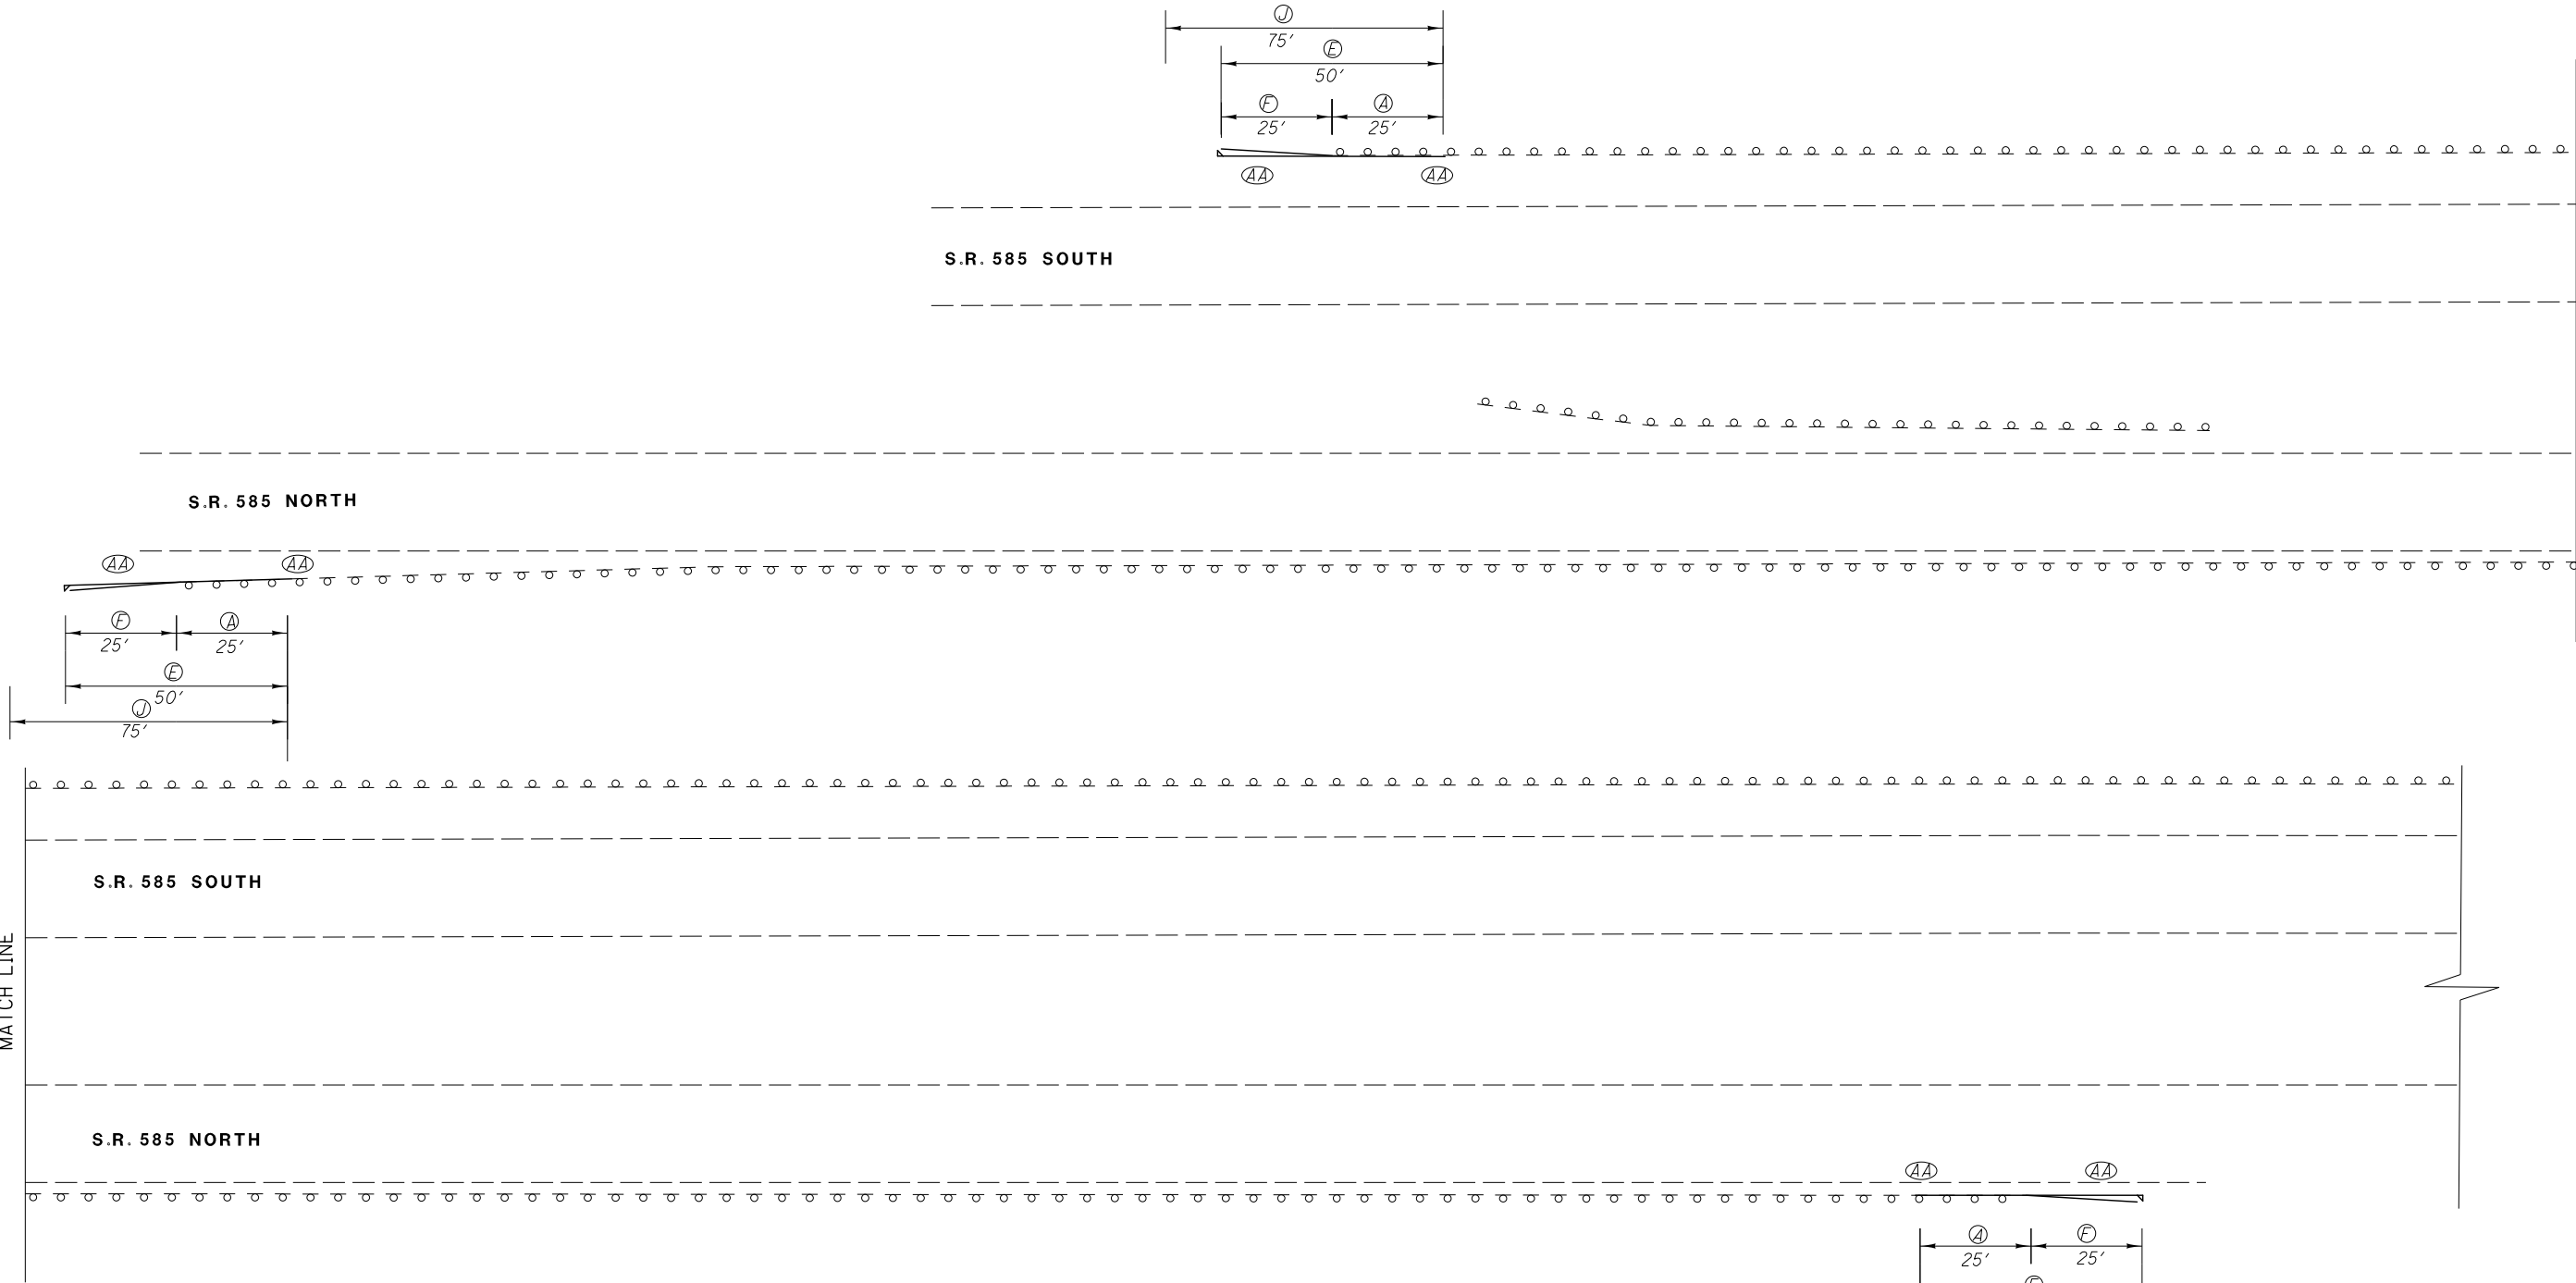 J
75'
E
50'
F A
25' 25'
AA AA
S.R. 585 SOUTH
S.R. 585 NORTH
AA AA
F A
25' 25'
E
50'
J
75'
S.R. 585 SOUTH
MATCH LINE
S.R. 585 NORTH
AA AA
A F
25' 25'